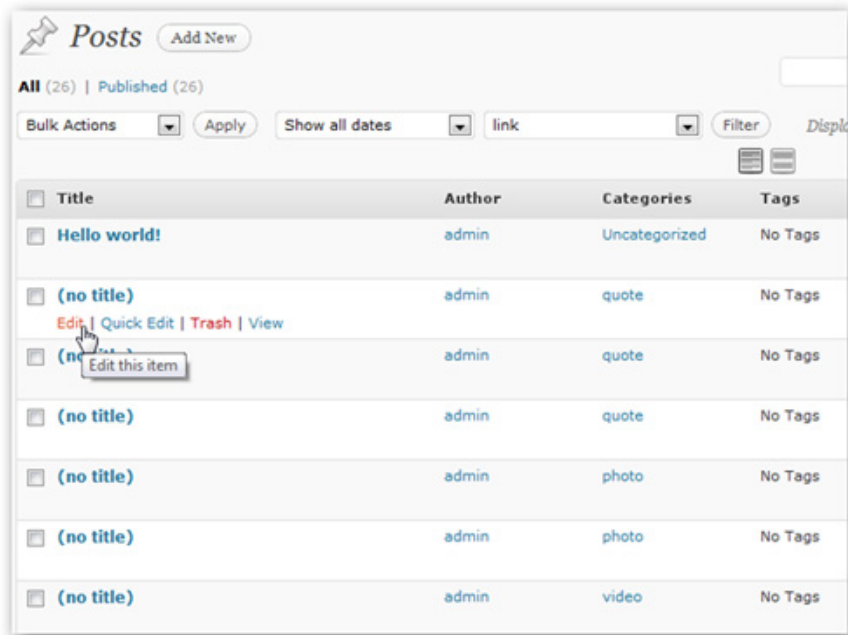 Posts Add New
All (26) | Published (26)
Bulk Actions Apply Show all dates link Filter
Title Author Categories Tags
Hello world! admin Uncategorized No Tags
(no title) admin quote No Tags
Edit | Quick Edit | Trash | View
admin quote No Tags
Edit this item
(no title) admin quote No Tags
(no title) admin photo No Tags
(no title) admin photo No Tags
(no title) admin video No Tags